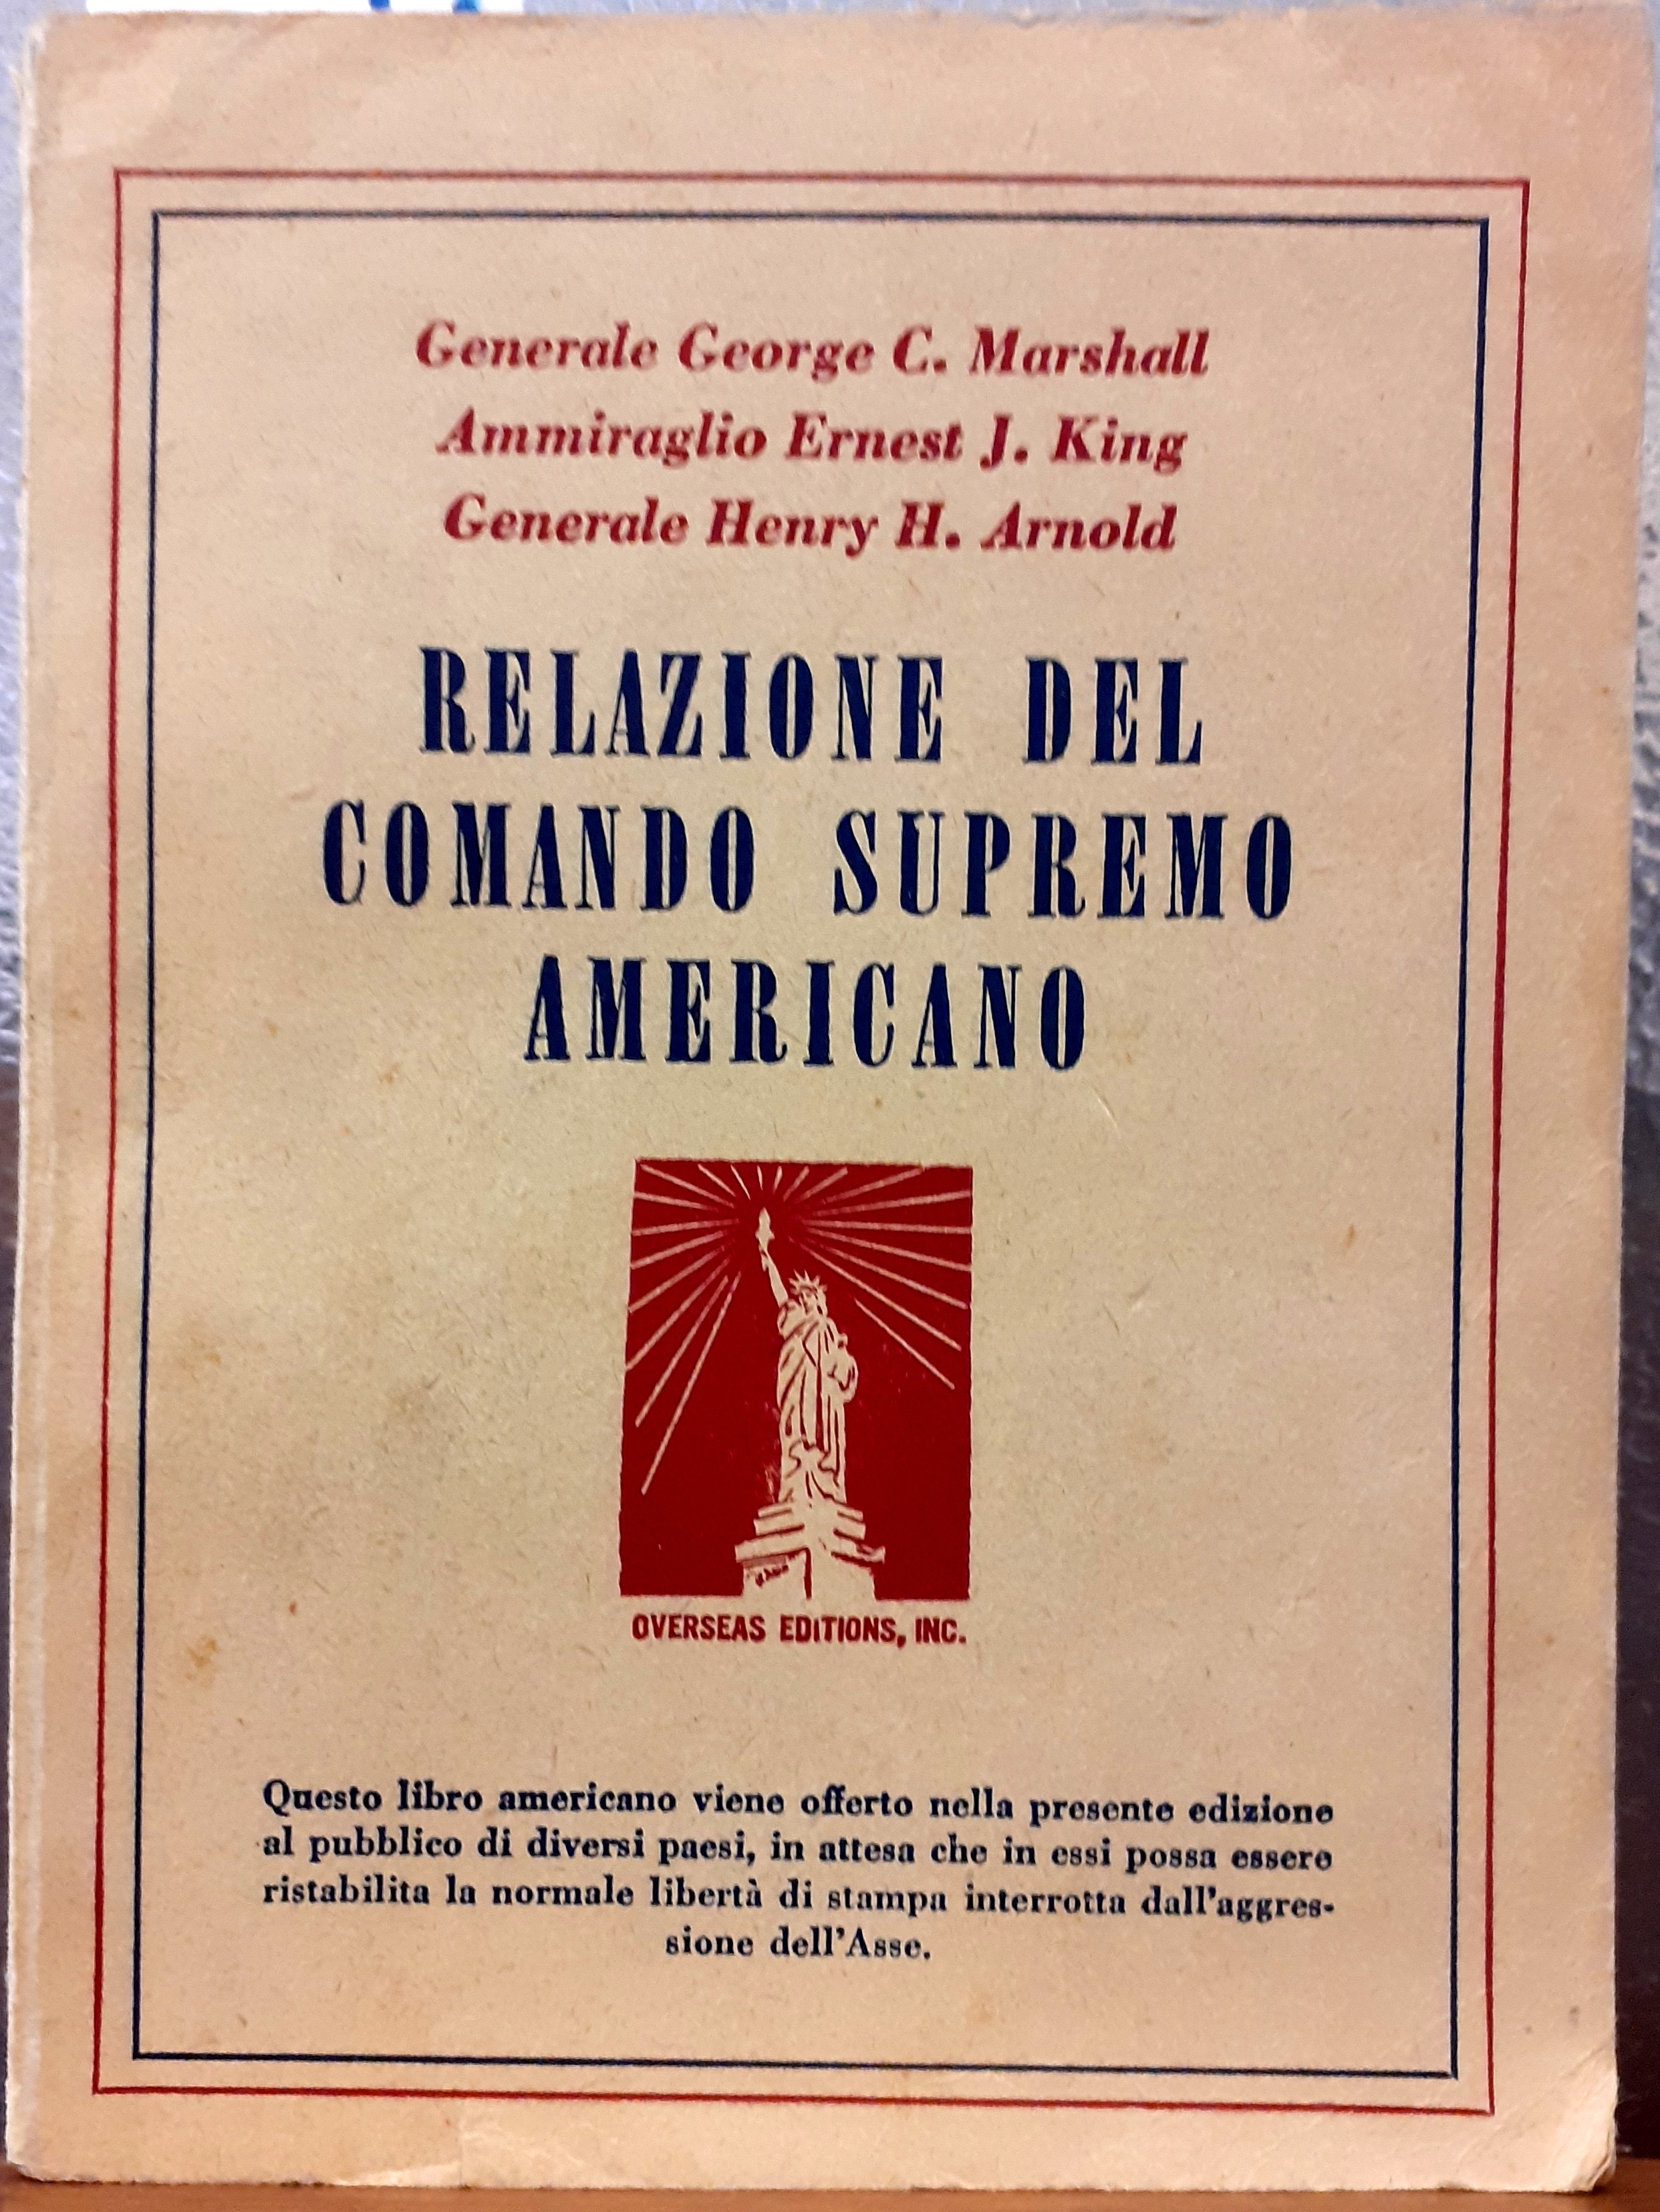 Generale George C. Marshall
Ammiraglio Ernest J. King
Generale Henry H. Arnold
RELAZIONE DEL
COMANDO SUPREMO
AMERICANO
OVERSEAS EDITIONS, INC.
Questo libro americano viene offerto nella presente edizione
al pubblico di diversi paesi, in attesa che in essi possa essere
ristabilita la normale libertà di stampa interrotta dall'aggres-
sione dell'Asse.